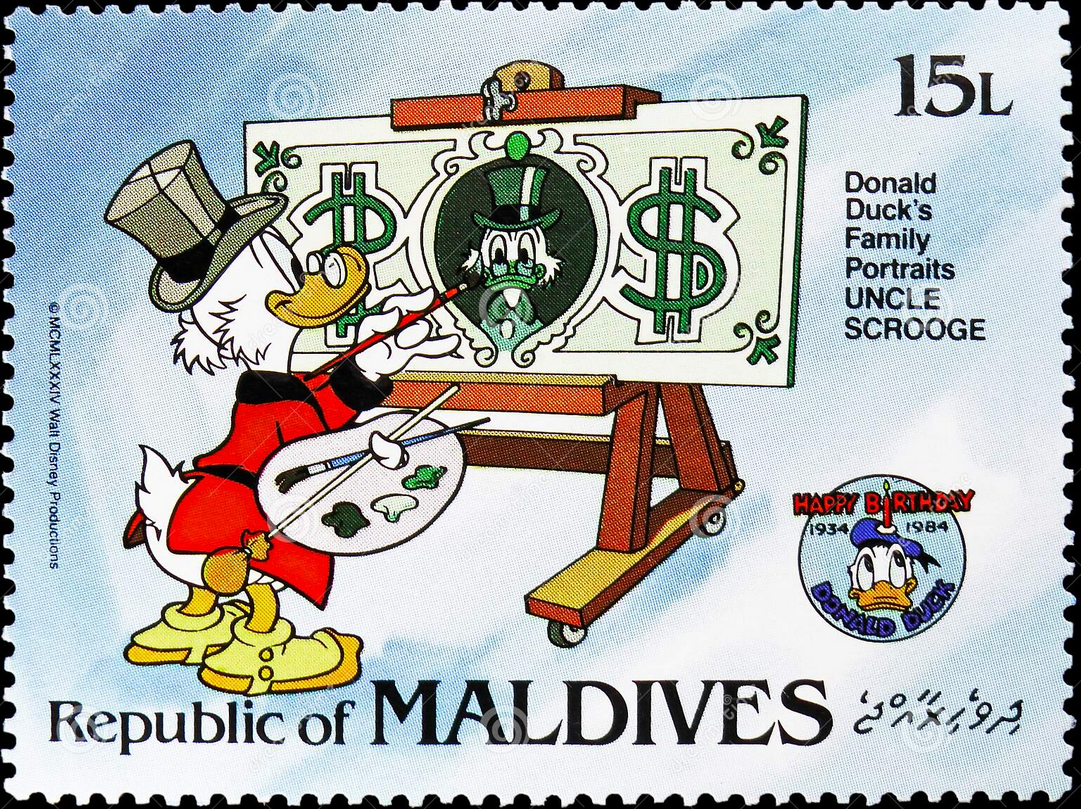 15L
Donald
Duck's
Family
Portraits
UNCLE
SCROOGE
© MCMLXXXIV Walt Disney Productions
HAPPY BIRTHDAY
1934 1984
DONALD DUCK
Republic of MALDIVES